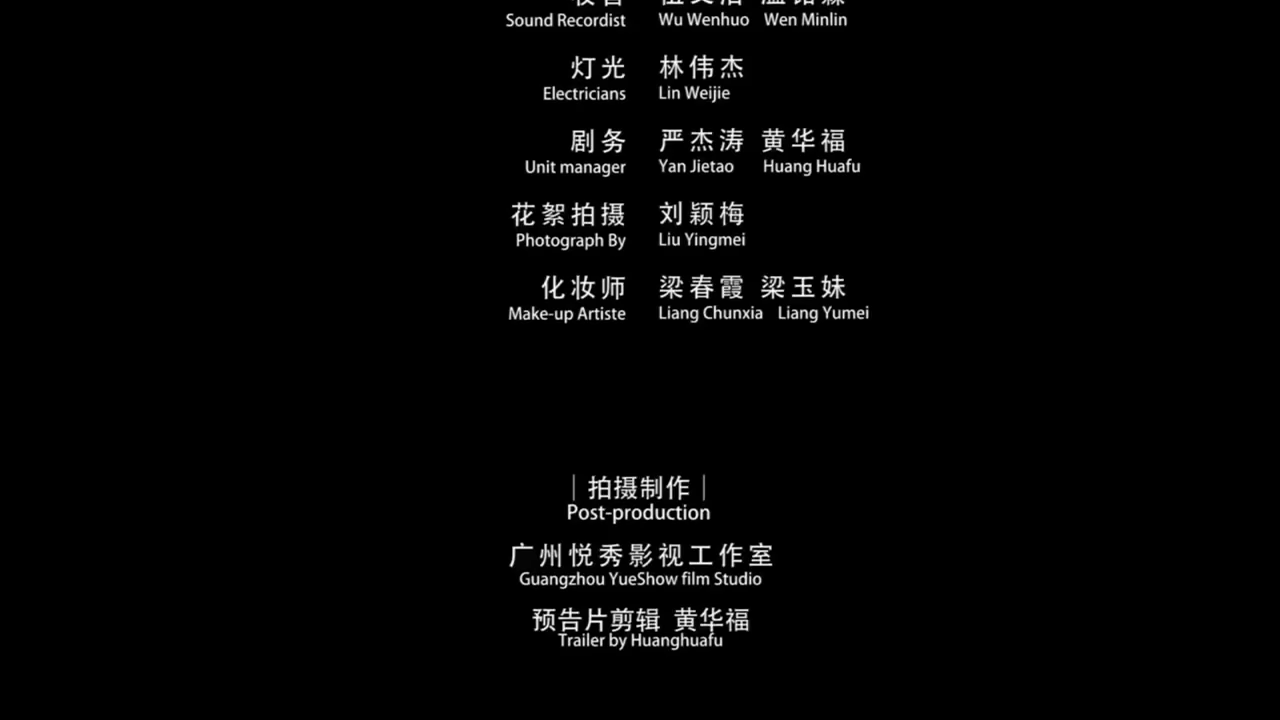 Sound Recordist Wu Wenhuo Wen Minlin
灯光 林伟杰
Electricians Lin Weijie
剧务 严杰涛 黄华福
Unit manager Yan Jietao Huang Huafu
花絮拍摄 刘颖梅
Photograph By Liu Yingmei
化妆师 梁春霞 梁玉妹
Make-up Artiste Liang Chunxia Liang Yumei
｜拍摄制作｜
Post-production
广州悦秀影视工作室
Guangzhou YueShow film Studio
预告片剪辑 黄华福
Trailer by Huanghuafu